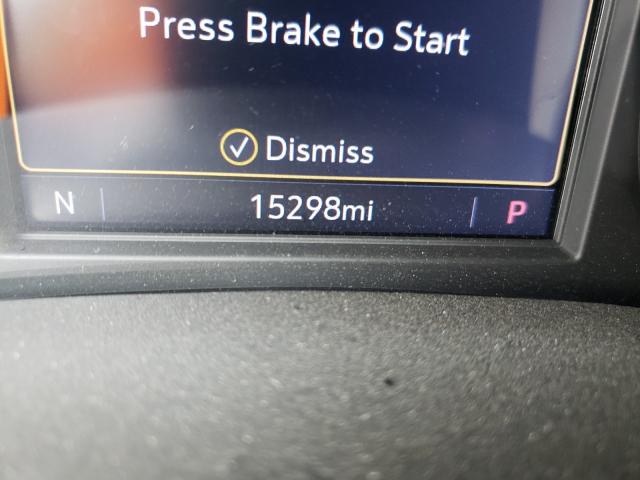 Press Brake to Start
Dismiss
N 15298mi P